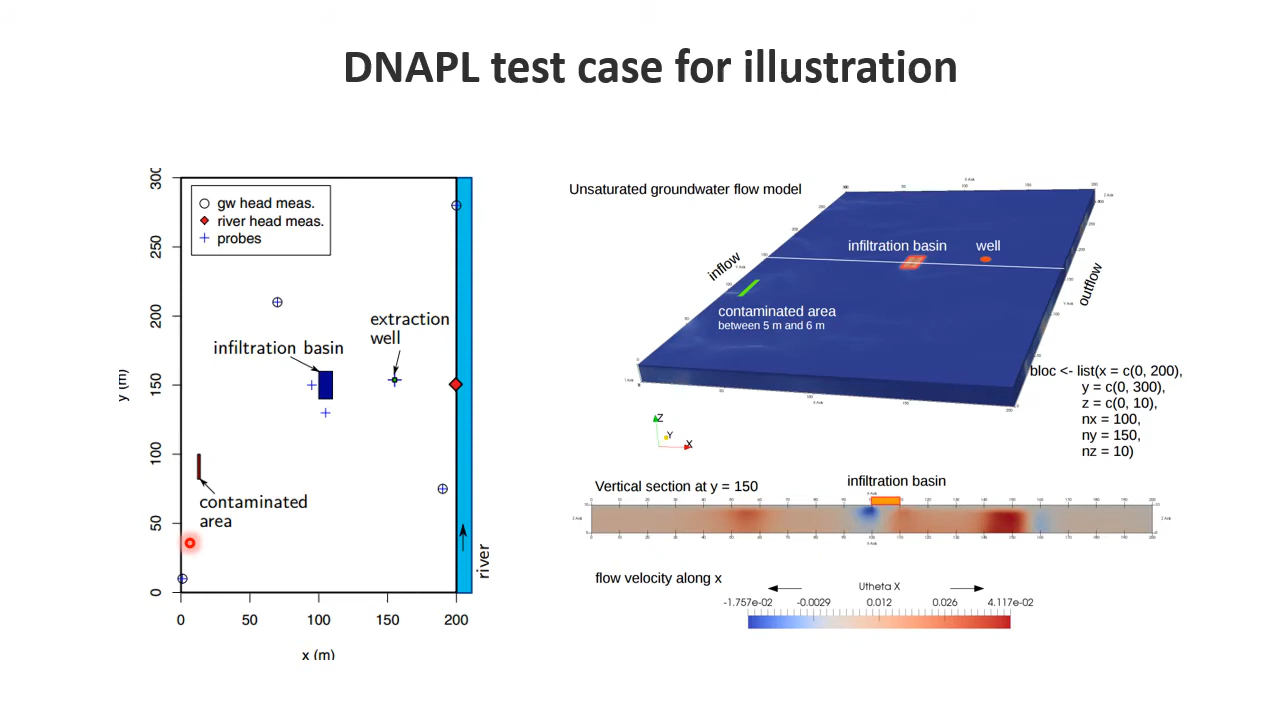 DNAPL test case for illustration
300
250
200
150
100
50
0
y (m)
gw head meas.
river head meas.
probes
extraction
well
infiltration basin
contaminated
area
river
0
50
100
150
200
x (m)
Unsaturated groundwater flow model
inflow
infiltration basin
well
outflow
contaminated area
between 5 m and 6 m
Z
Y
X
bloc <- list(x = c(0, 200),
y = c(0, 300),
z = c(0, 10),
nx = 100,
ny = 150,
nz = 10)
Vertical section at y = 150
infiltration basin
flow velocity along x
Utheta X
-1.757e-02 -0.0029 0.012 0.026 4.117e-02